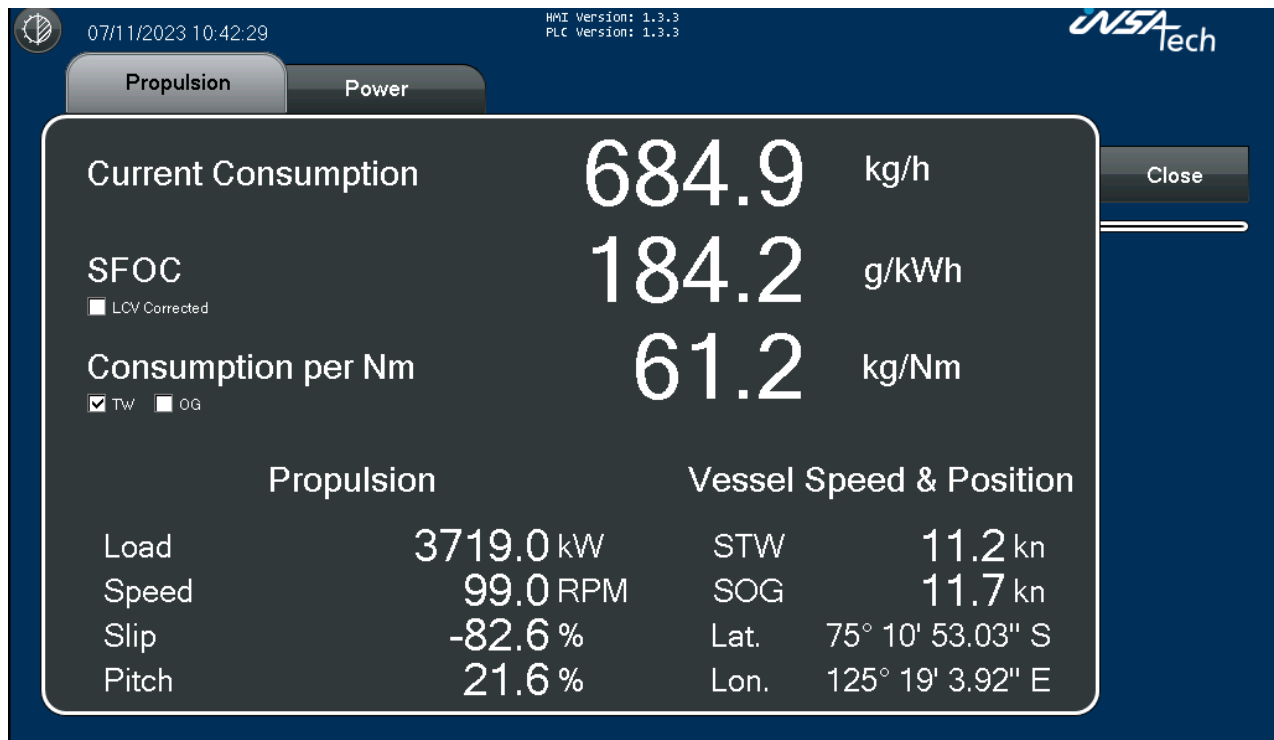 07/11/2023 10:42:29
HMI Version: 1.3.3
PLC Version: 1.3.3
iNSATech
Propulsion
Power
Close
Current Consumption 684.9 kg/h
SFOC 184.2 g/kWh
LCV Corrected
Consumption per Nm 61.2 kg/Nm
TW OG
Propulsion
Load 3719.0 kW
Speed 99.0 RPM
Slip -82.6 %
Pitch 21.6 %
Vessel Speed & Position
STW 11.2 kn
SOG 11.7 kn
Lat. 75° 10' 53.03" S
Lon. 125° 19' 3.92" E